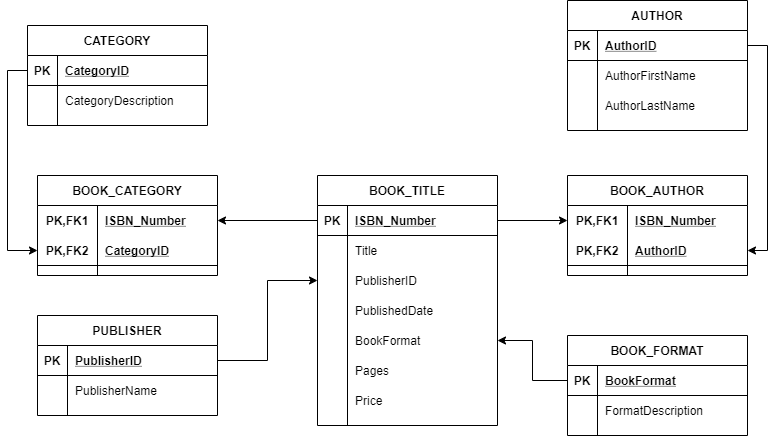 CATEGORY
PK CategoryID
CategoryDescription
AUTHOR
PK AuthorID
AuthorFirstName
AuthorLastName
BOOK_CATEGORY
PK,FK1 ISBN_Number
PK,FK2 CategoryID
BOOK_TITLE
PK ISBN_Number
Title
PublisherID
PublishedDate
BookFormat
Pages
Price
BOOK_AUTHOR
PK,FK1 ISBN_Number
PK,FK2 AuthorID
PUBLISHER
PK PublisherID
PublisherName
BOOK_FORMAT
PK BookFormat
FormatDescription